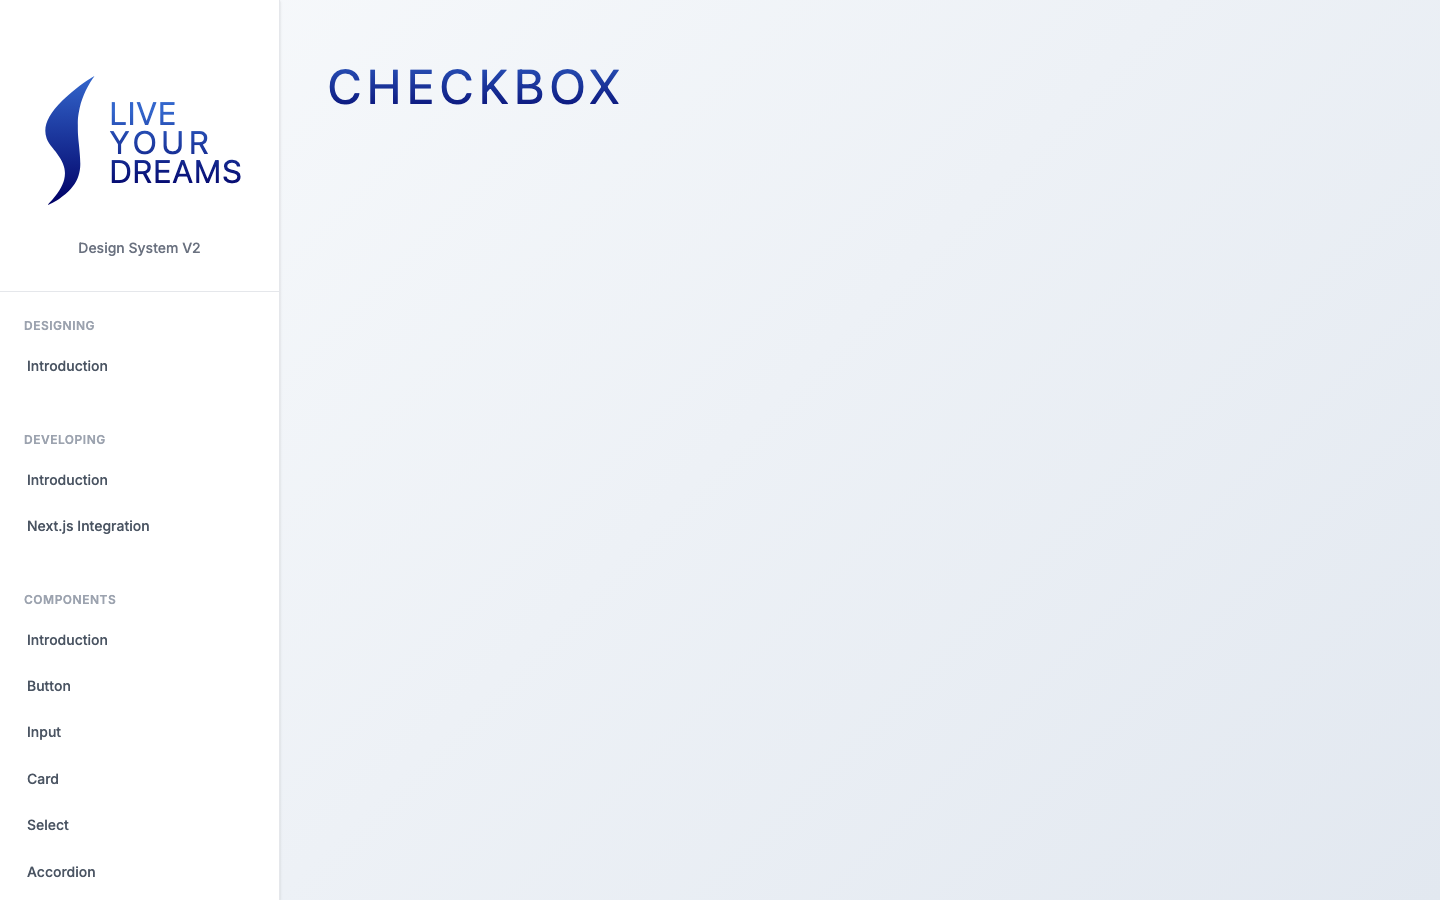 LIVE
YOUR
DREAMS
Design System V2
DESIGNING
Introduction
DEVELOPING
Introduction
Next.js Integration
COMPONENTS
Introduction
Button
Input
Card
Select
Accordion
CHECKBOX